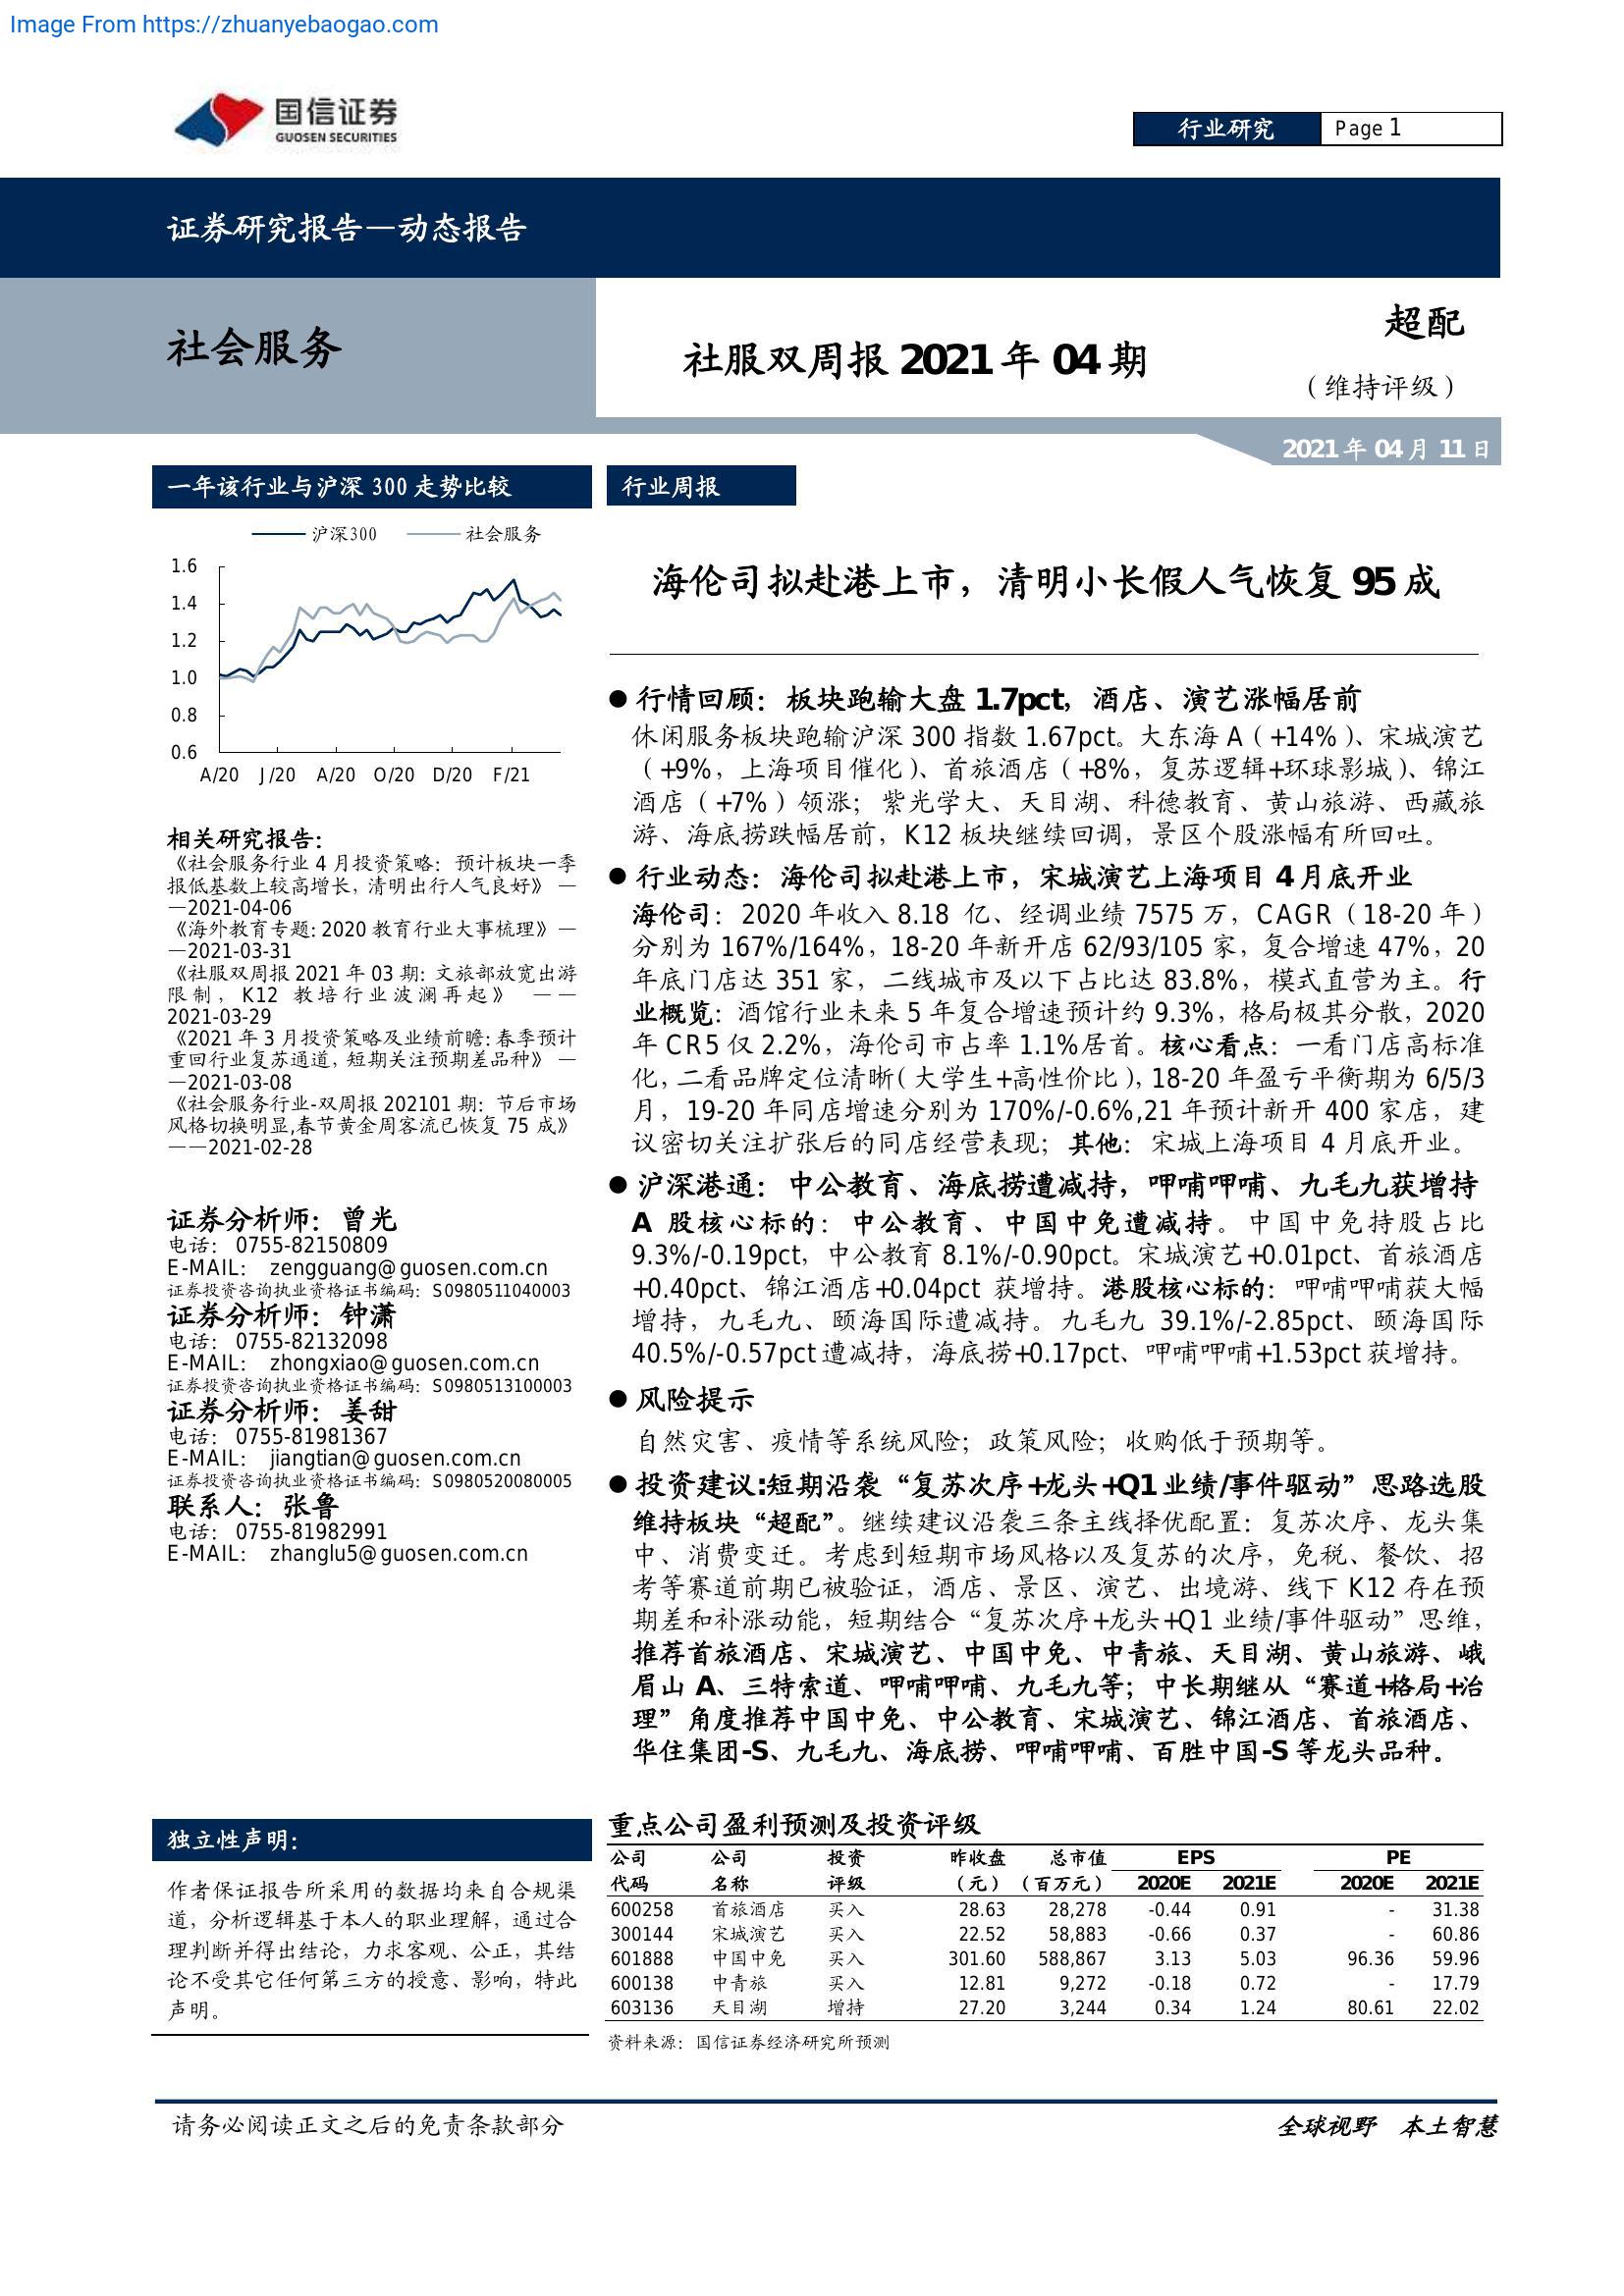 Image From https://zhuanyebaogao.com
国信证券
GUOSEN SECURITIES
行业研究 Page 1
证券研究报告—动态报告
社会服务
社服双周报 2021 年 04 期
超配
（维持评级）
2021 年 04 月 11 日
一年该行业与沪深 300 走势比较
沪深300 社会服务
1.6
1.4
1.2
1.0
0.8
0.6
A/20 J/20 A/20 O/20 D/20 F/21
相关研究报告：
《社会服务行业 4 月投资策略：预计板块一季
报低基数上较高增长，清明出行人气良好》 —
—2021-04-06
《海外教育专题：2020 教育行业大事梳理》—
—2021-03-31
《社服双周报 2021 年 03 期：文旅部放宽出游
限制，K12 教培行业波澜再起》 ——
2021-03-29
《2021 年 3 月投资策略及业绩前瞻：春季预计
重回行业复苏通道，短期关注预期差品种》 —
—2021-03-08
《社会服务行业-双周报 202101 期：节后市场
风格切换明显,春节黄金周客流已恢复 75 成》
——2021-02-28
证券分析师：曾光
电话： 0755-82150809
E-MAIL： zengguang@guosen.com.cn
证券投资咨询执业资格证书编码：S0980511040003
证券分析师：钟潇
电话： 0755-82132098
E-MAIL： zhongxiao@guosen.com.cn
证券投资咨询执业资格证书编码：S0980513100003
证券分析师：姜甜
电话： 0755-81981367
E-MAIL： jiangtian@guosen.com.cn
证券投资咨询执业资格证书编码：S0980520080005
联系人：张鲁
电话： 0755-81982991
E-MAIL： zhanglu5@guosen.com.cn
独立性声明：
作者保证报告所采用的数据均来自合规渠
道，分析逻辑基于本人的职业理解，通过合
理判断并得出结论，力求客观、公正，其结
论不受其它任何第三方的授意、影响，特此
声明。
行业周报
海伦司拟赴港上市，清明小长假人气恢复 95 成
● 行情回顾：板块跑输大盘 1.7pct，酒店、演艺涨幅居前
休闲服务板块跑输沪深 300 指数 1.67pct。大东海 A（+14%）、宋城演艺
（+9%，上海项目催化）、首旅酒店（+8%，复苏逻辑+环球影城）、锦江
酒店（+7%）领涨；紫光学大、天目湖、科德教育、黄山旅游、西藏旅
游、海底捞跌幅居前，K12 板块继续回调，景区个股涨幅有所回吐。
● 行业动态：海伦司拟赴港上市，宋城演艺上海项目 4 月底开业
海伦司：2020 年收入 8.18 亿、经调业绩 7575 万，CAGR（18-20 年）
分别为 167%/164%，18-20 年新开店 62/93/105 家，复合增速 47%，20
年底门店达 351 家，二线城市及以下占比达 83.8%，模式直营为主。行
业概览：酒馆行业未来 5 年复合增速预计约 9.3%，格局极其分散，2020
年 CR5 仅 2.2%，海伦司市占率 1.1%居首。核心看点：一看门店高标准
化，二看品牌定位清晰（大学生+高性价比），18-20 年盈亏平衡期为 6/5/3
月，19-20 年同店增速分别为 170%/-0.6%,21 年预计新开 400 家店，建
议密切关注扩张后的同店经营表现；其他：宋城上海项目 4 月底开业。
● 沪深港通：中公教育、海底捞遭减持，呷哺呷哺、九毛九获增持
A 股核心标的：中公教育、中国中免遭减持。中国中免持股占比
9.3%/-0.19pct，中公教育 8.1%/-0.90pct。宋城演艺+0.01pct、首旅酒店
+0.40pct、锦江酒店+0.04pct 获增持。港股核心标的：呷哺呷哺获大幅
增持，九毛九、颐海国际遭减持。九毛九 39.1%/-2.85pct、颐海国际
40.5%/-0.57pct 遭减持，海底捞+0.17pct、呷哺呷哺+1.53pct 获增持。
● 风险提示
自然灾害、疫情等系统风险；政策风险；收购低于预期等。
● 投资建议:短期沿袭“复苏次序+龙头+Q1 业绩/事件驱动”思路选股
维持板块“超配”。继续建议沿袭三条主线择优配置：复苏次序、龙头集
中、消费变迁。考虑到短期市场风格以及复苏的次序，免税、餐饮、招
考等赛道前期已被验证，酒店、景区、演艺、出境游、线下 K12 存在预
期差和补涨动能，短期结合“复苏次序+龙头+Q1 业绩/事件驱动”思维，
推荐首旅酒店、宋城演艺、中国中免、中青旅、天目湖、黄山旅游、峨
眉山 A、三特索道、呷哺呷哺、九毛九等；中长期继从“赛道+格局+治
理”角度推荐中国中免、中公教育、宋城演艺、锦江酒店、首旅酒店、
华住集团-S、九毛九、海底捞、呷哺呷哺、百胜中国-S 等龙头品种。
重点公司盈利预测及投资评级
公司 公司 投资 昨收盘 总市值 EPS PE
代码 名称 评级 （元） （百万元） 2020E 2021E 2020E 2021E
600258 首旅酒店 买入 28.63 28,278 -0.44 0.91 - 31.38
300144 宋城演艺 买入 22.52 58,883 -0.66 0.37 - 60.86
601888 中国中免 买入 301.60 588,867 3.13 5.03 96.36 59.96
600138 中青旅 买入 12.81 9,272 -0.18 0.72 - 17.79
603136 天目湖 增持 27.20 3,244 0.34 1.24 80.61 22.02
资料来源：国信证券经济研究所预测
请务必阅读正文之后的免责条款部分
全球视野 本土智慧